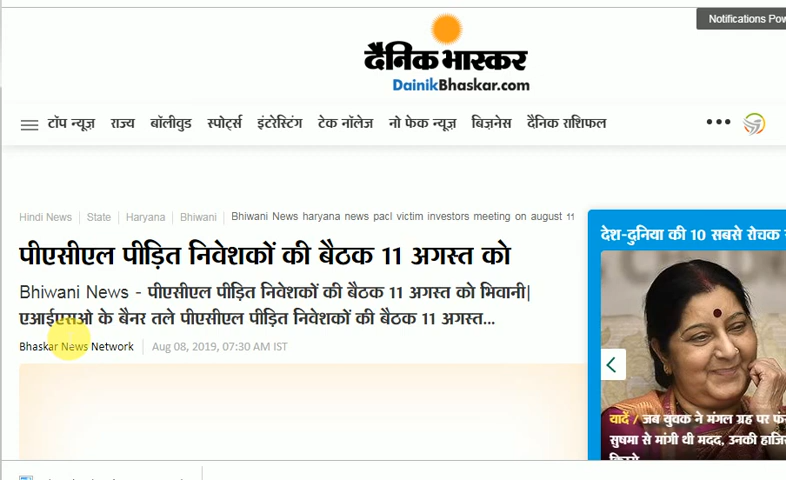 Notifications Pow
दैनिक भास्कर
DainikBhaskar.com
टॉप न्यूज़ राज्य बॉलीवुड स्पोर्ट्स इंटरेस्टिंग टेक नॉलेज नो फेक न्यूज़ बिज़नेस दैनिक राशिफल
Hindi News State Haryana Bhiwani Bhiwani News haryana news pacl victim investors meeting on august 11
पीएसीएल पीड़ित निवेशकों की बैठक 11 अगस्त को
Bhiwani News - पीएसीएल पीड़ित निवेशकों की बैठक 11 अगस्त को भिवानी|
एआईएसओ के बैनर तले पीएसीएल पीड़ित निवेशकों की बैठक 11 अगस्त...
Bhaskar News Network Aug 08, 2019, 07:30 AM IST
देश-दुनिया की 10 सबसे रोचक
यादें / जब युवक ने मंगल ग्रह पर
सुषमा से मांगी थी मदद, उनकी